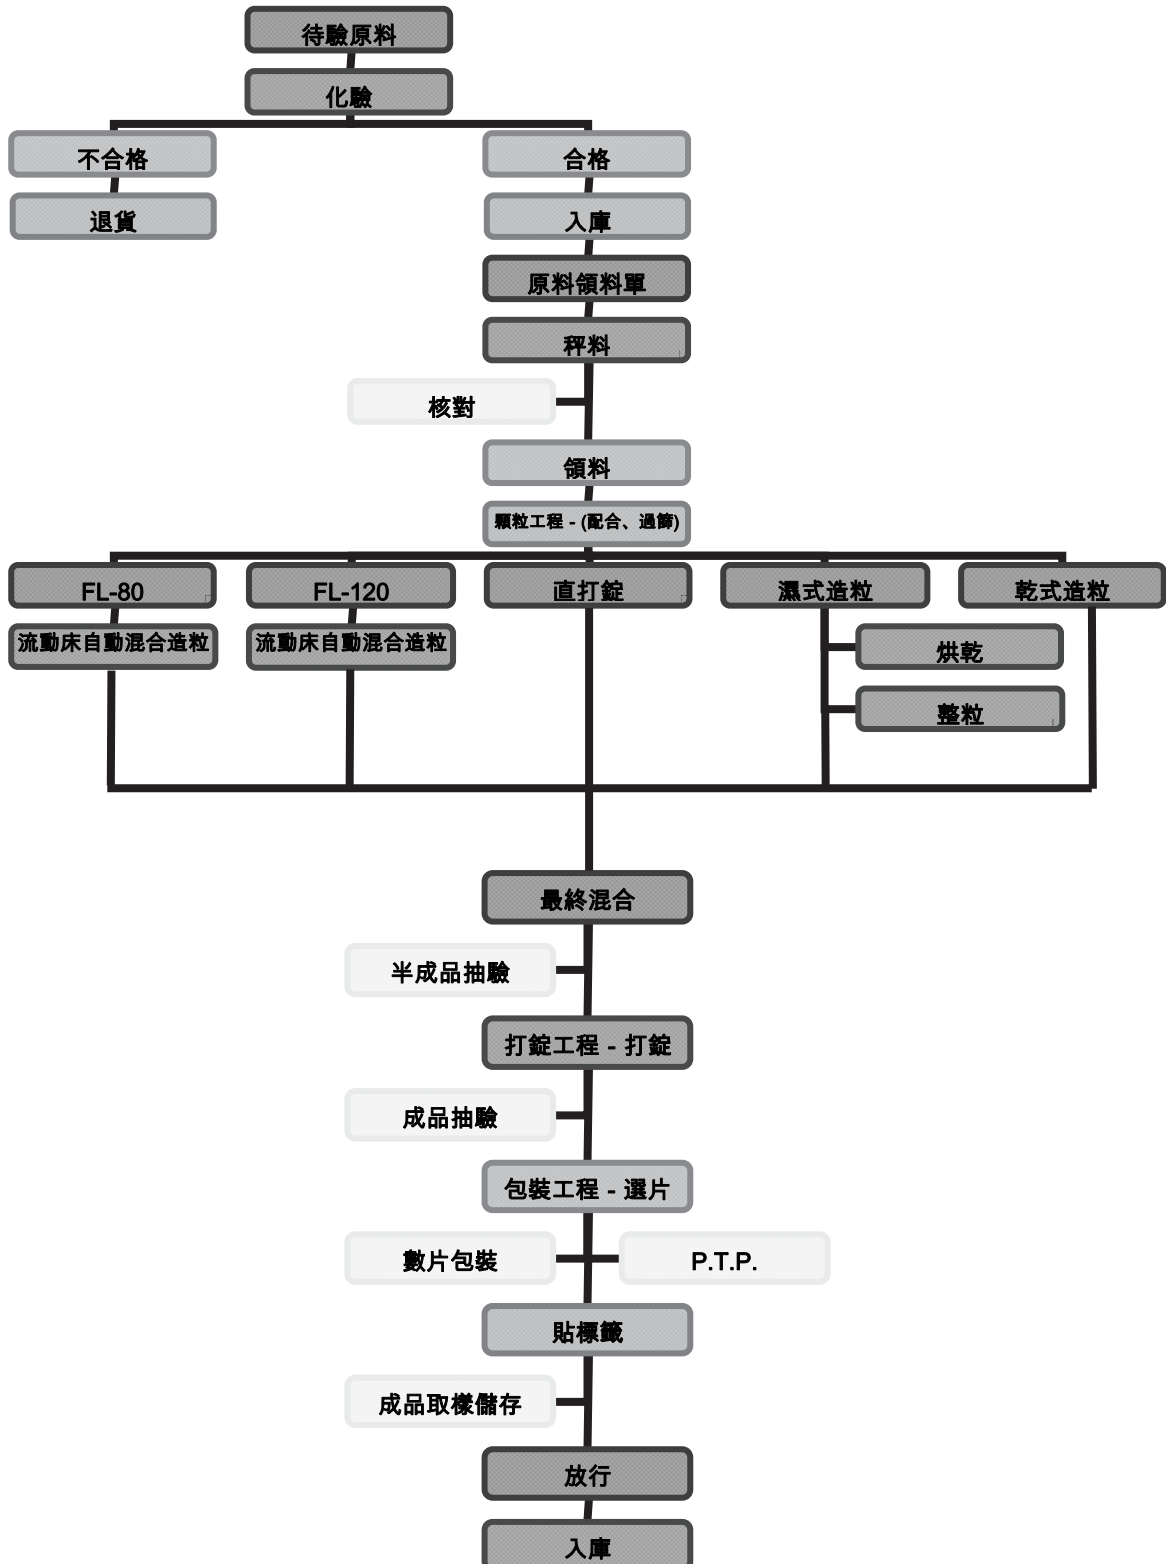 待驗原料
化驗
不合格
合格
退貨
入庫
原料領料單
秤料
核對
領料
顆粒工程 - (配合、過篩)
FL-80
FL-120
直打錠
濕式造粒
乾式造粒
流動床自動混合造粒
流動床自動混合造粒
烘乾
整粒
最終混合
半成品抽驗
打錠工程 - 打錠
成品抽驗
包裝工程 - 選片
數片包裝
P.T.P.
貼標籤
成品取樣儲存
放行
入庫